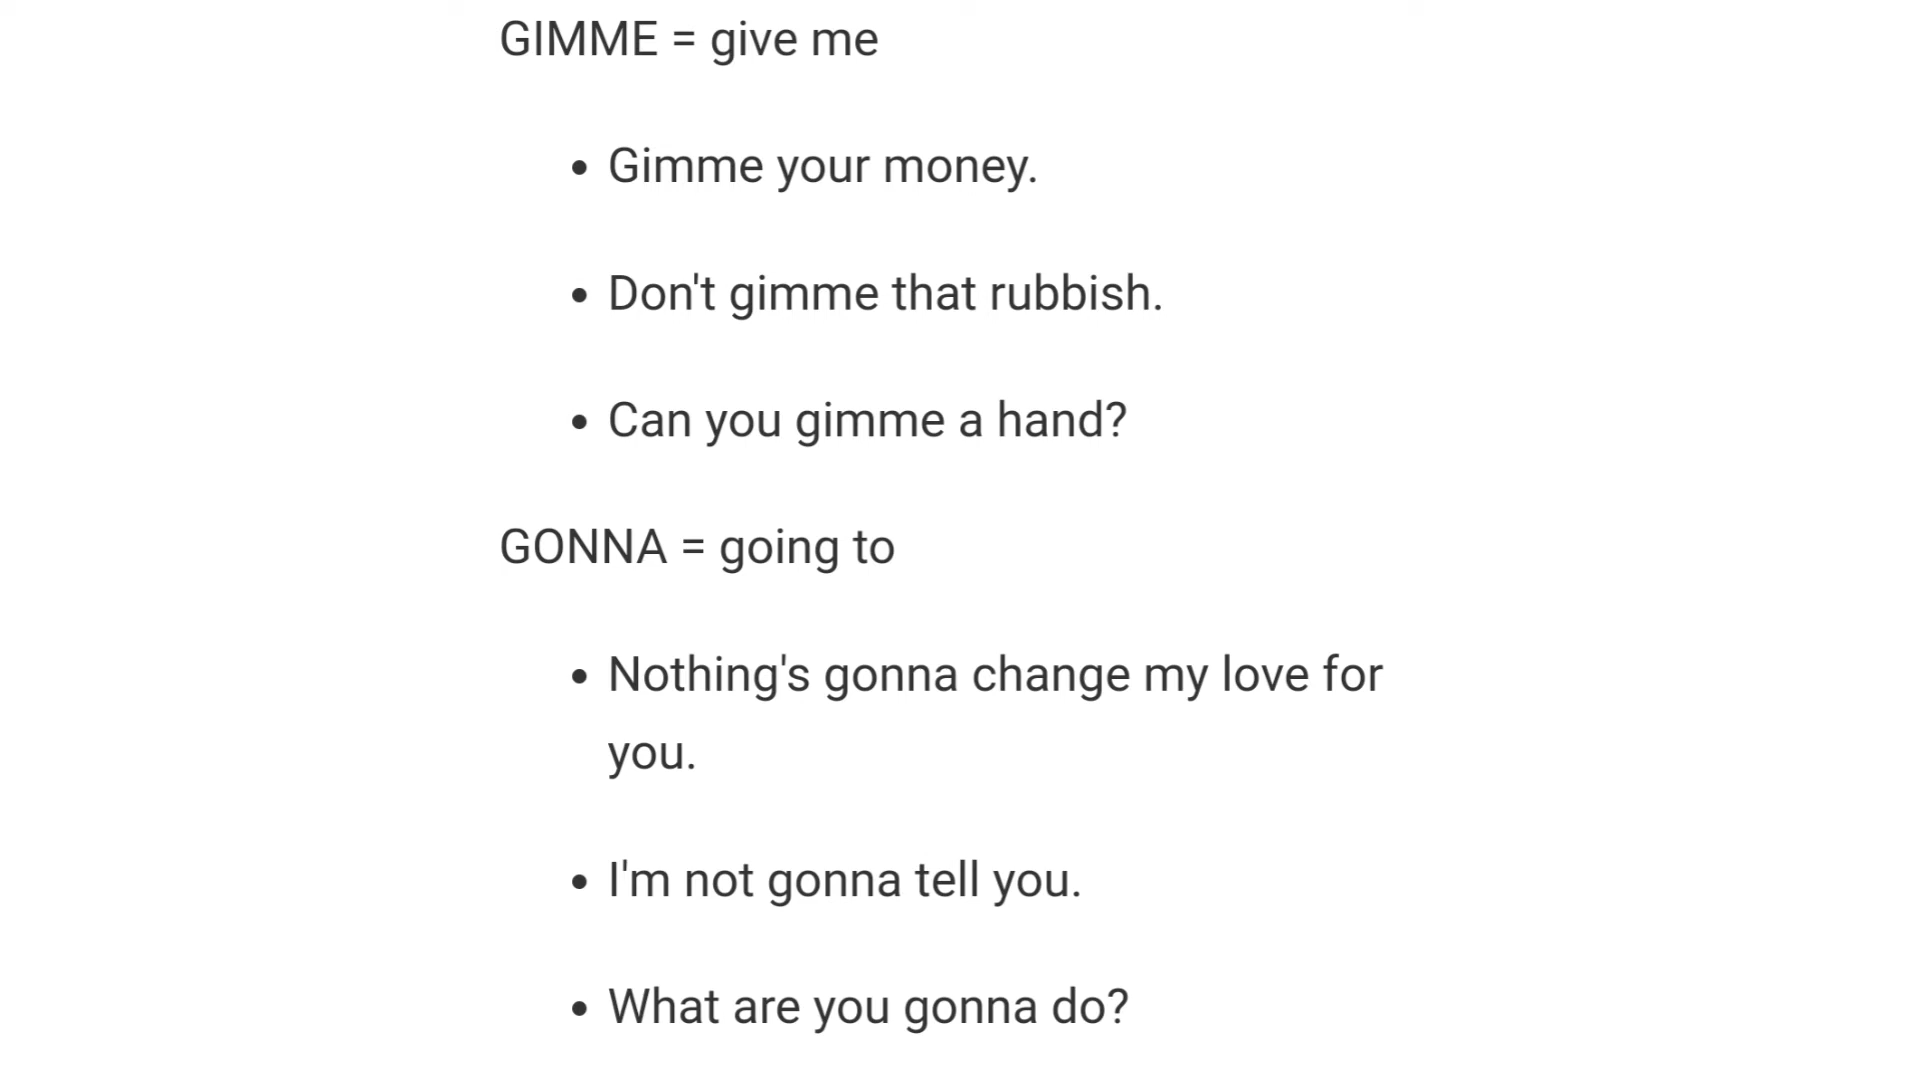 GIMME = give me
• Gimme your money.
• Don't gimme that rubbish.
• Can you gimme a hand?
GONNA = going to
• Nothing's gonna change my love for
you.
• I'm not gonna tell you.
• What are you gonna do?